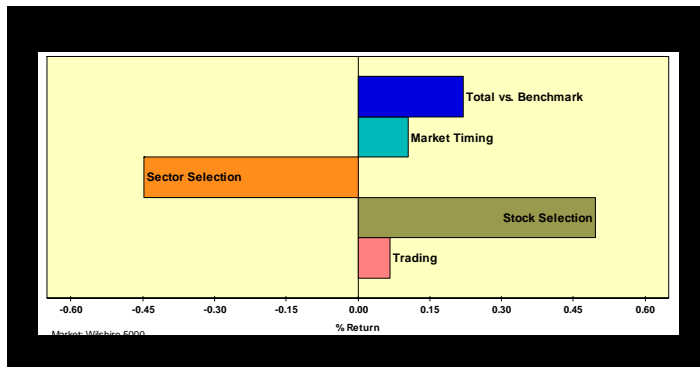 Total vs. Benchmark
Market Timing
Sector Selection
Stock Selection
Trading
-0.60 -0.45 -0.30 -0.15 0.00 0.15 0.30 0.45 0.60
% Return
Market: Wilshire 5000